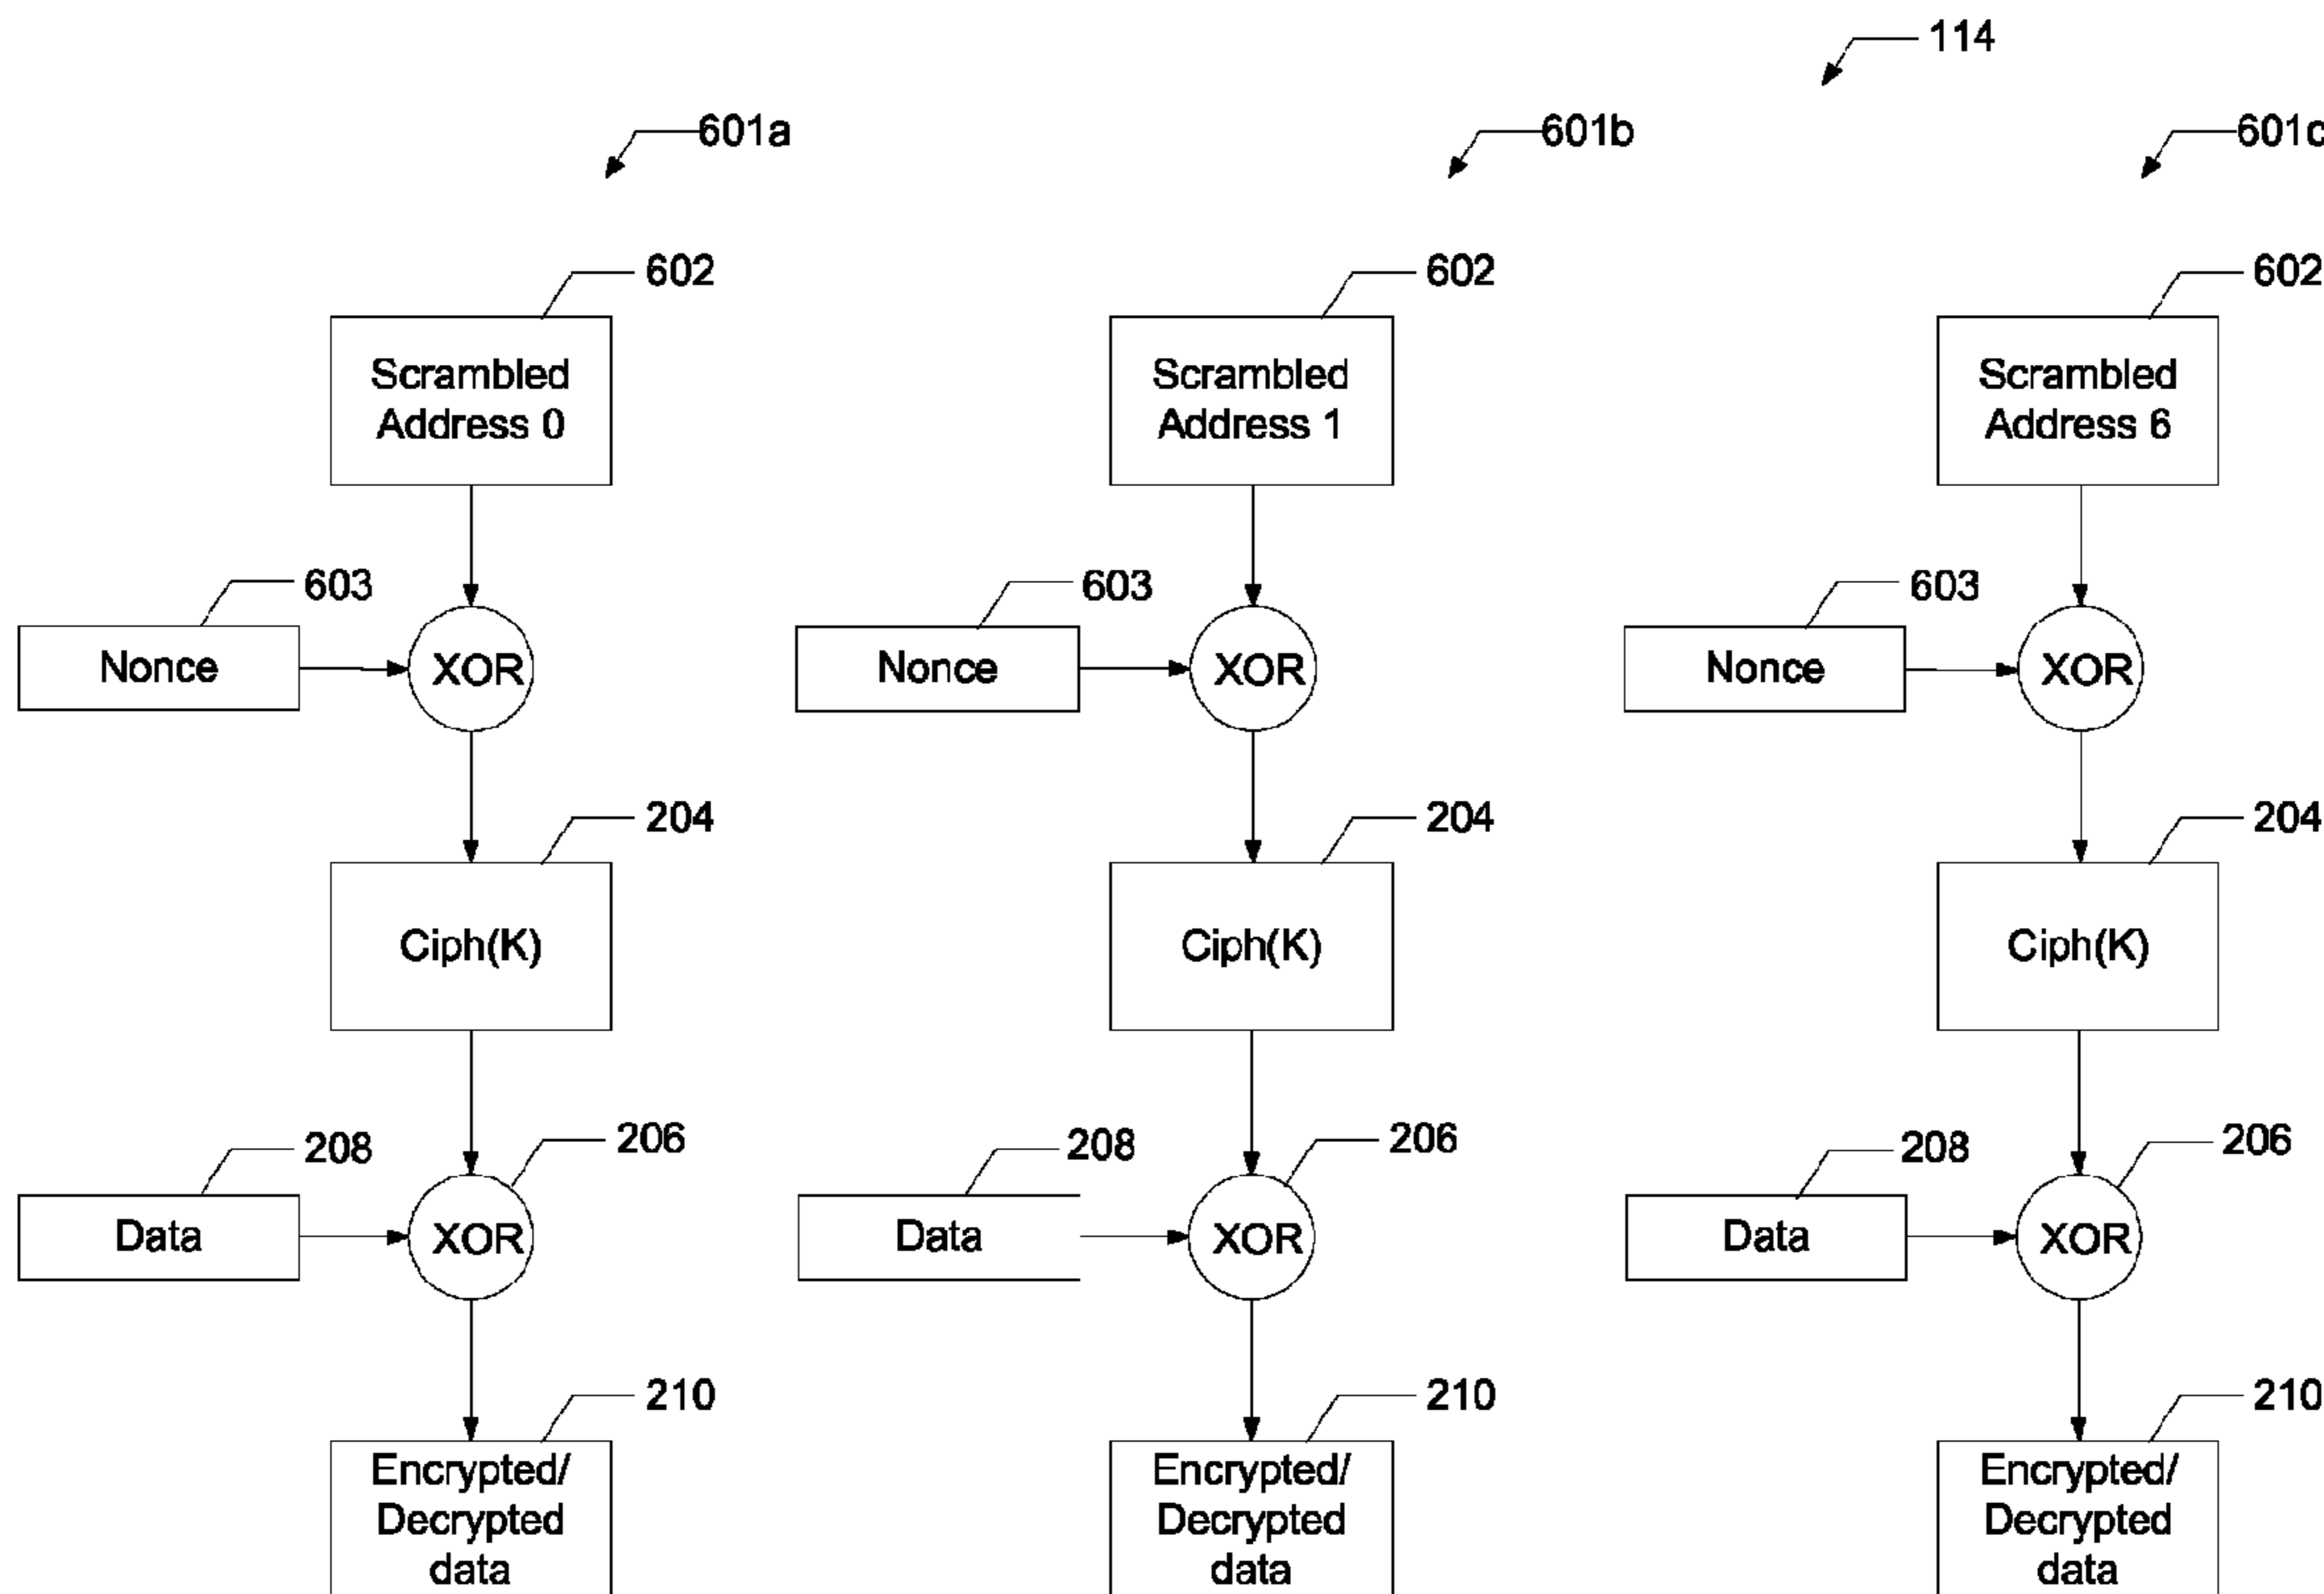 114
601a
601b
601c
602
602
602
Scrambled
Address 0
Scrambled
Address 1
Scrambled
Address 6
603
603
603
Nonce
XOR
Nonce
XOR
Nonce
XOR
204
204
204
Ciph(K)
Ciph(K)
Ciph(K)
208
206
208
206
208
206
Data
XOR
Data
XOR
Data
XOR
210
210
210
Encrypted/
Decrypted
data
Encrypted/
Decrypted
data
Encrypted/
Decrypted
data